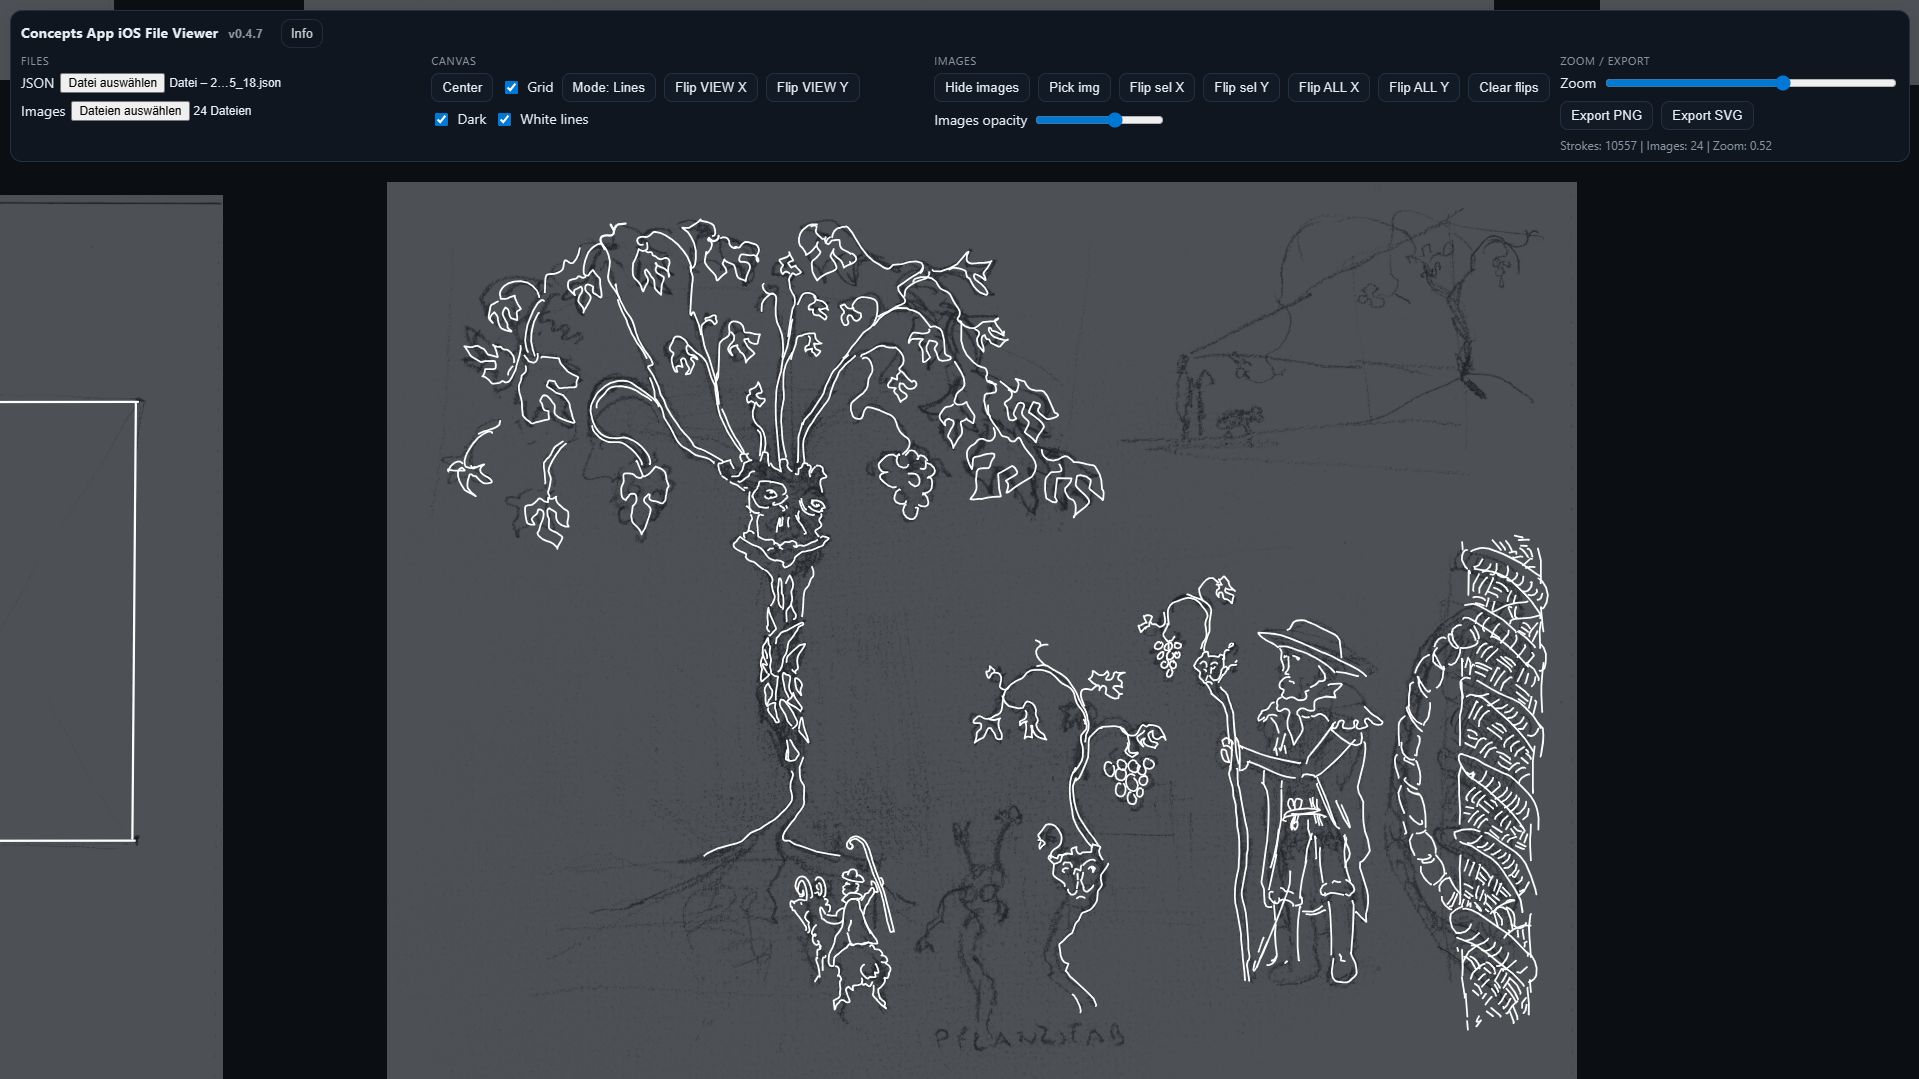 Concepts App iOS File Viewer v0.4.7 Info
FILES
JSON Datei auswählen Datei – 2...5_18.json
Images Dateien auswählen 24 Dateien
CANVAS
Center Grid Mode: Lines Flip VIEW X Flip VIEW Y
Dark White lines
IMAGES
Hide images Pick img Flip sel X Flip sel Y Flip ALL X Flip ALL Y Clear flips
Images opacity
ZOOM / EXPORT
Zoom
Export PNG Export SVG
Strokes: 10557 | Images: 24 | Zoom: 0.52
PFLANZSTAB